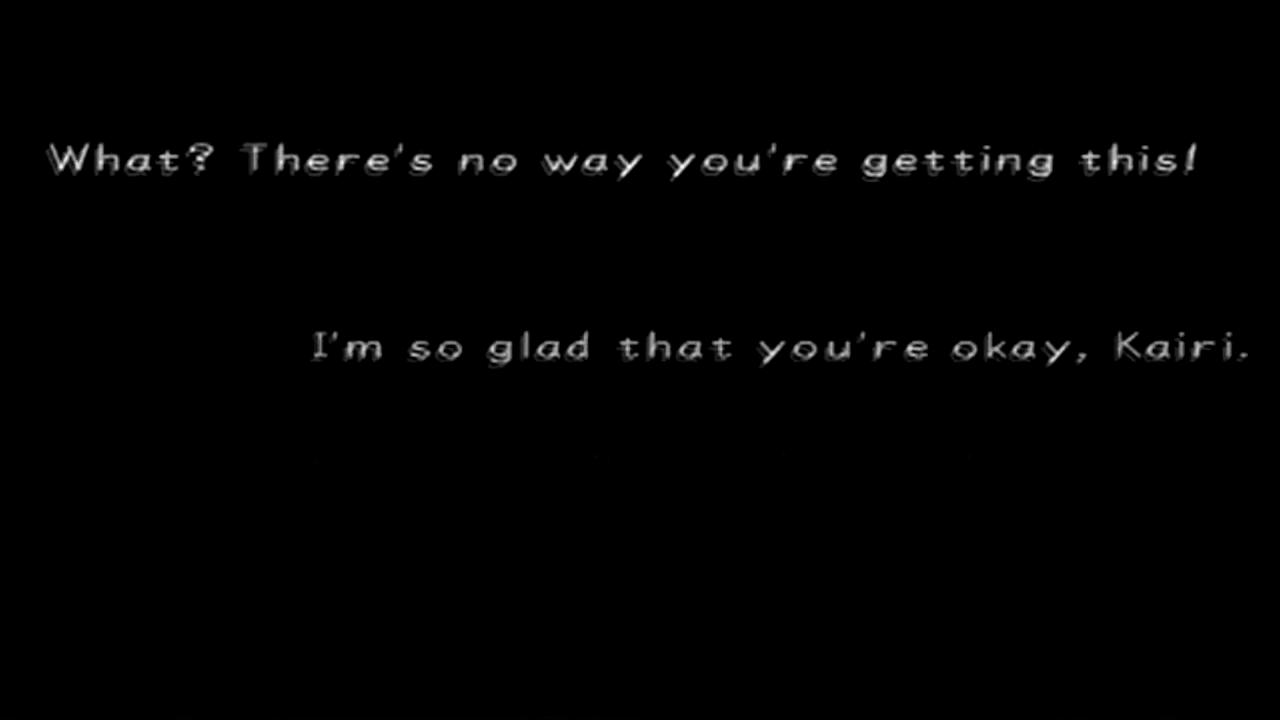 What? There's no way you're getting this!
I'm so glad that you're okay, Kairi.